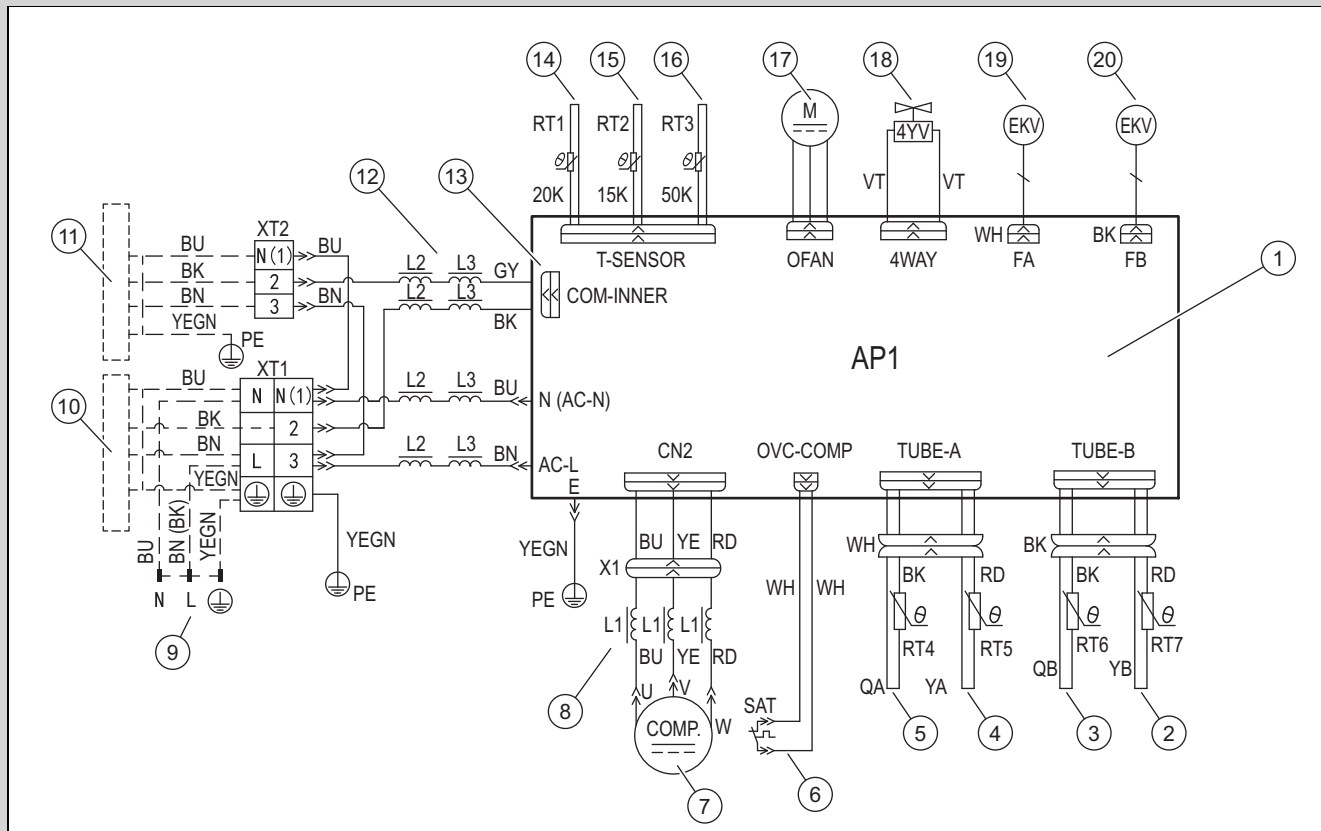 14 15 16 17 18 19 20
RT1 RT2 RT3 M 4YV EKV EKV
12 13 20K 15K 50K VT VT
11 XT2 WH BK
BU N(1) BU T-SENSOR OFAN 4WAY FA FB
BK 2 L2 L3 GY 1
BN 3 BN L2 L3 COM-INNER
YEGN PE BK
XT1 AP1
10 BU N N(1) L2 L3 BU N (AC-N)
BK 2
BN L 3 L2 L3 BN AC-L CN2 OVC-COMP TUBE-A TUBE-B
YEGN E
BU BN (BK) YEGN YEGN YEGN BU YE RD WH BK
X1 BK RD BK RD
N L PE PE WH WH
9 L1 L1 L1 θ θ θ θ
BU YE RD RT4 RT5 RT6 RT7
8 U V W QA YA QB YB
SAT 5 4 3 2
COMP.
7 6